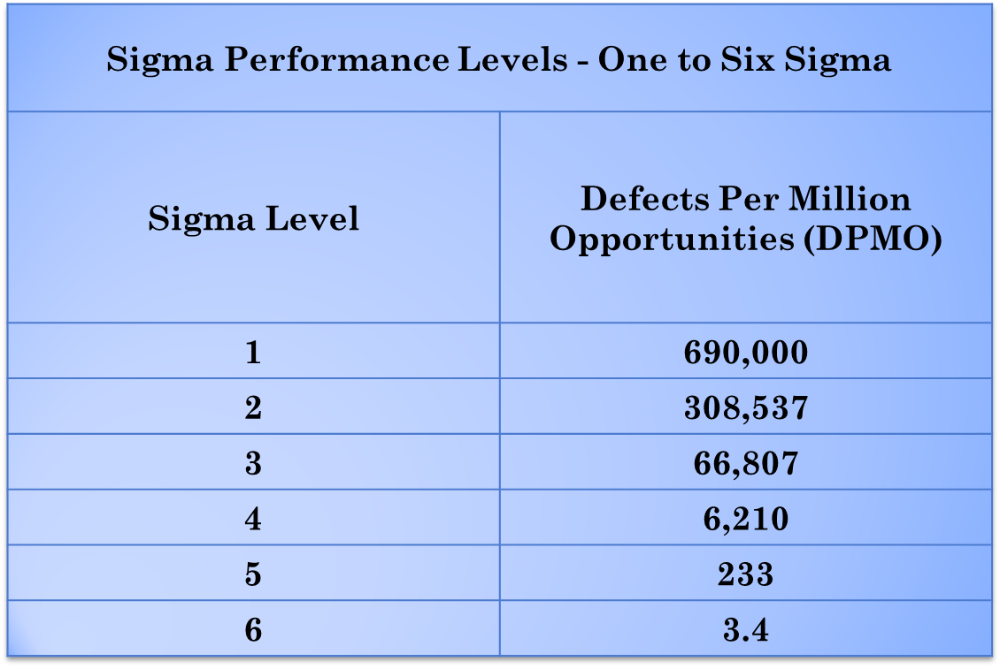 Sigma Performance Levels - One to Six Sigma
Sigma Level
Defects Per Million
Opportunities (DPMO)
1 690,000
2 308,537
3 66,807
4 6,210
5 233
6 3.4